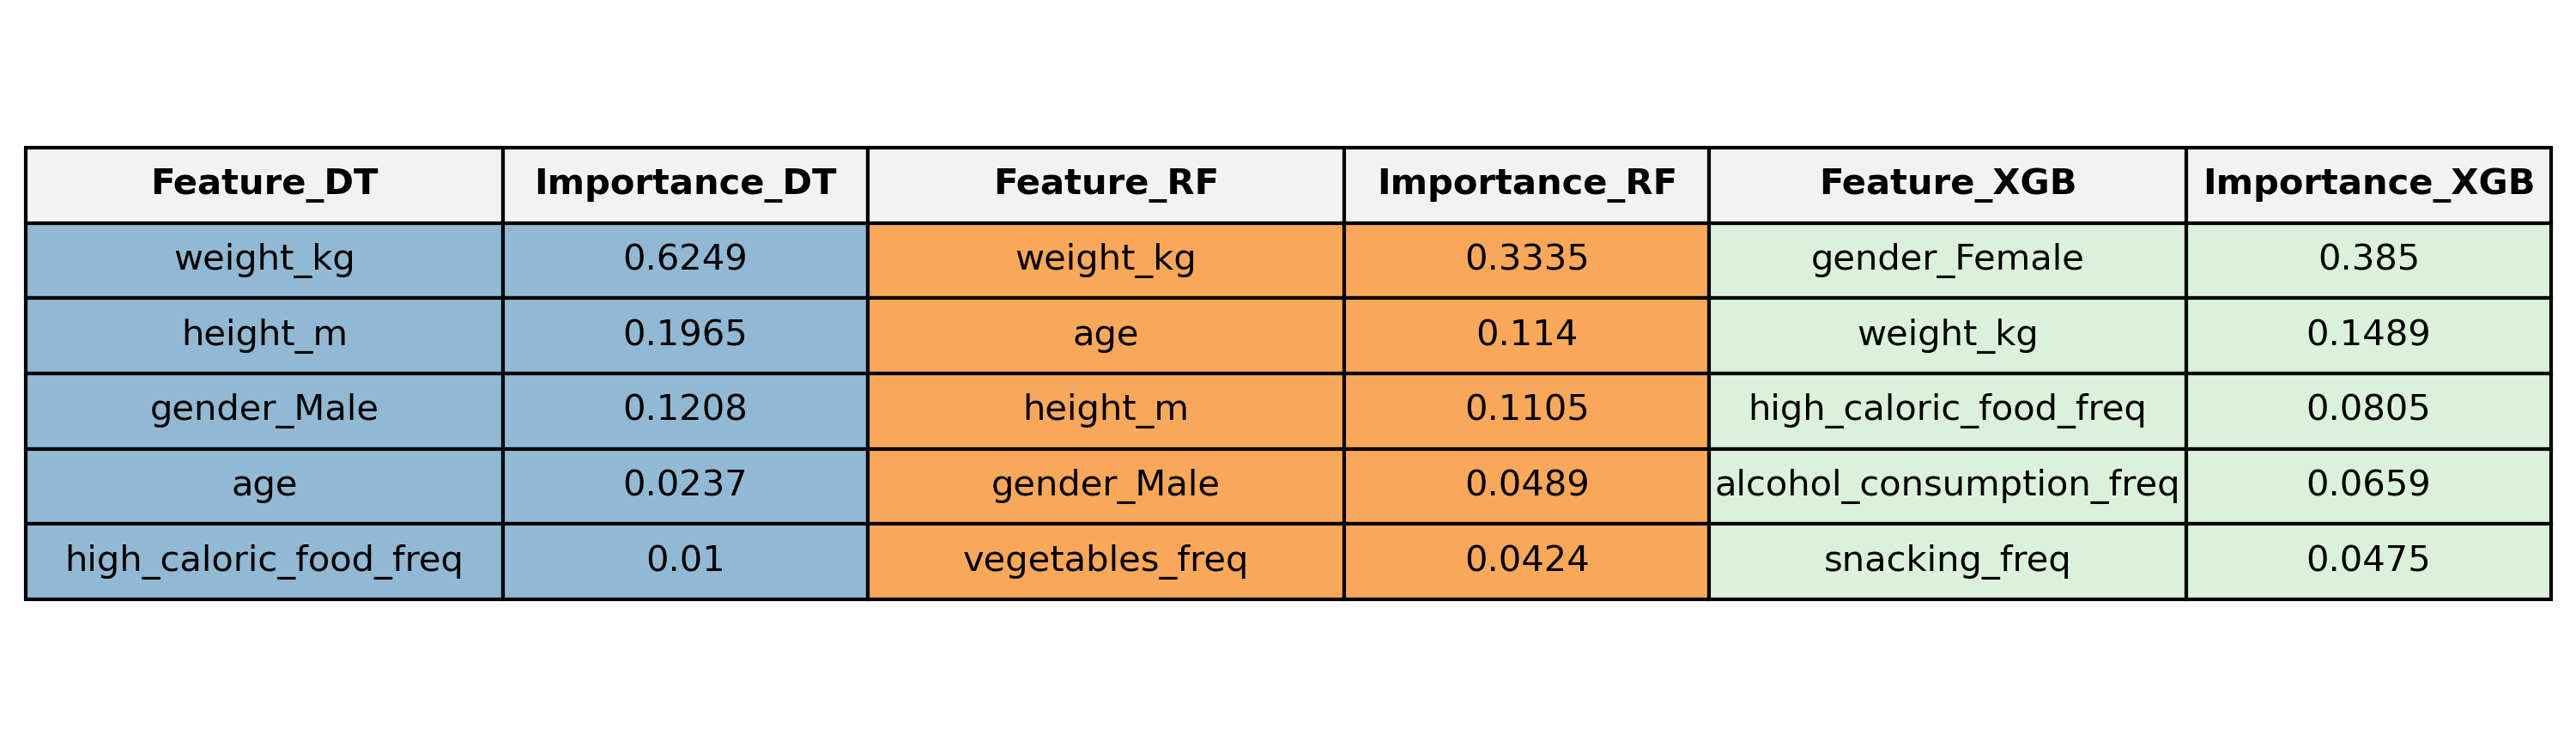 Feature_DT Importance_DT Feature_RF Importance_RF Feature_XGB Importance_XGB
weight_kg 0.6249 weight_kg 0.3335 gender_Female 0.385
height_m 0.1965 age 0.114 weight_kg 0.1489
gender_Male 0.1208 height_m 0.1105 high_caloric_food_freq 0.0805
age 0.0237 gender_Male 0.0489 alcohol_consumption_freq 0.0659
high_caloric_food_freq 0.01 vegetables_freq 0.0424 snacking_freq 0.0475